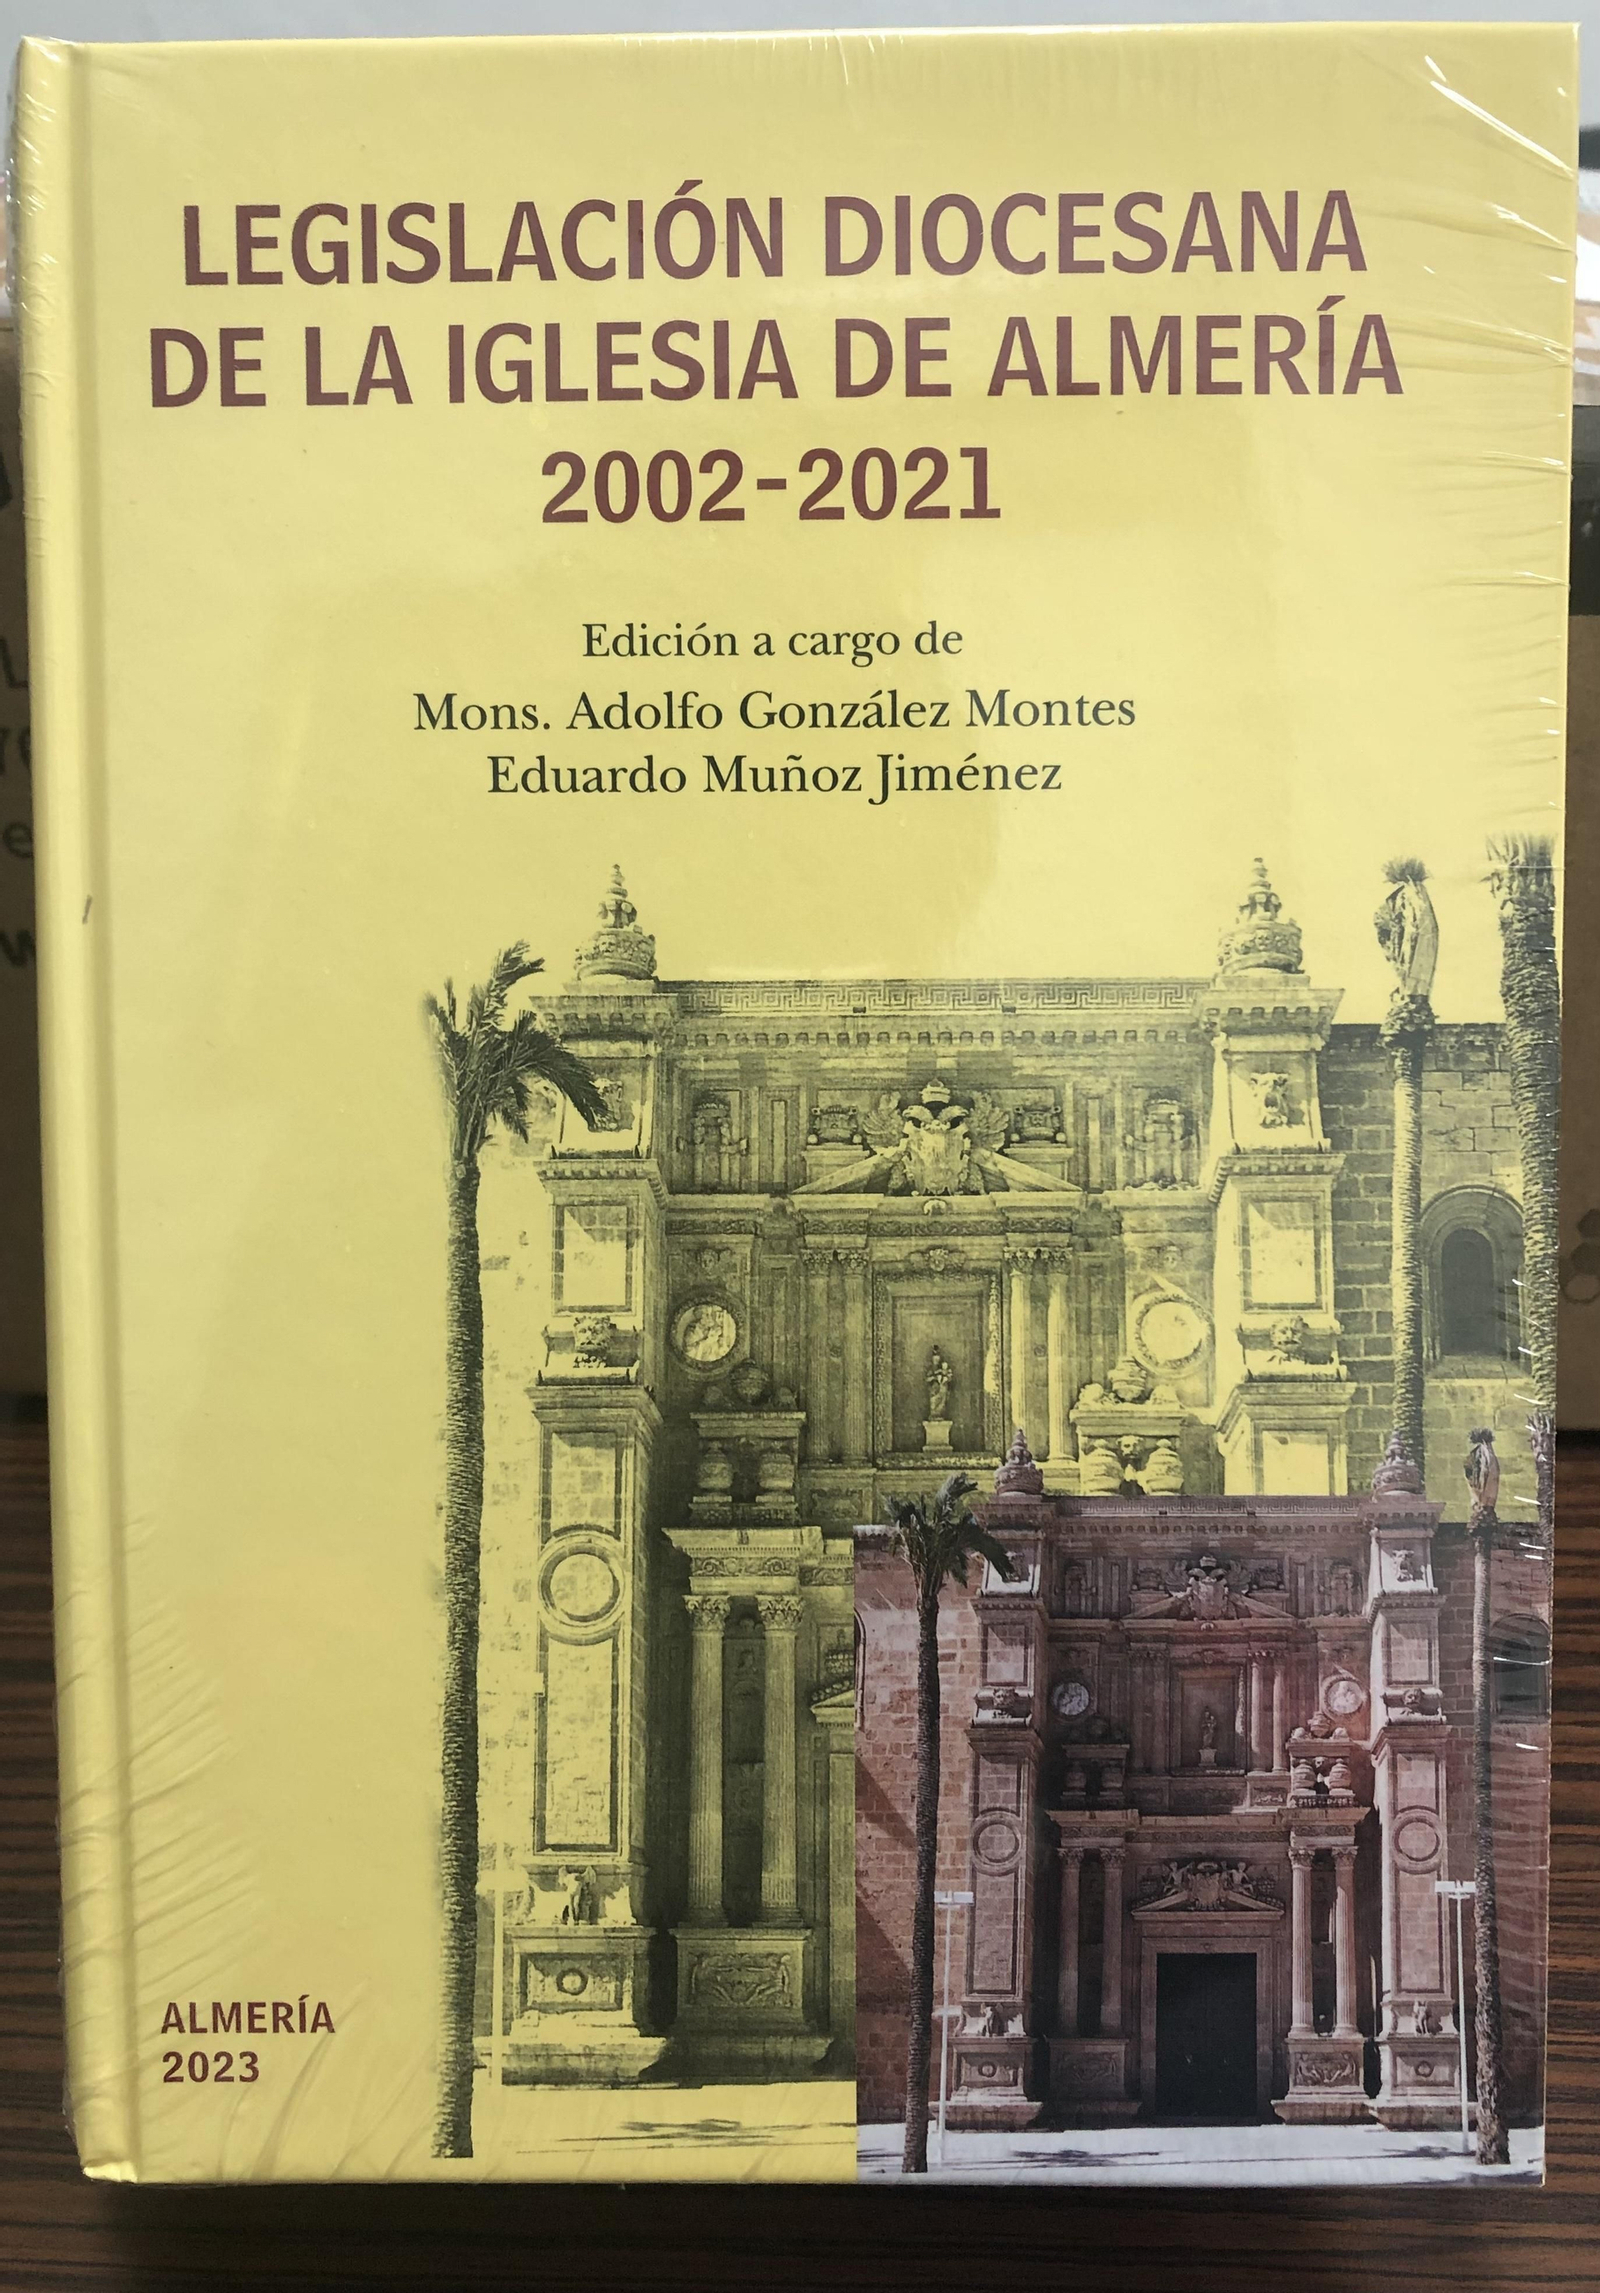 LEGISLACIÓN DIOCESANA
DE LA IGLESIA DE ALMERÍA
2002-2021
Edición a cargo de
Mons. Adolfo González Montes
Eduardo Muñoz Jiménez
ALMERÍA
2023